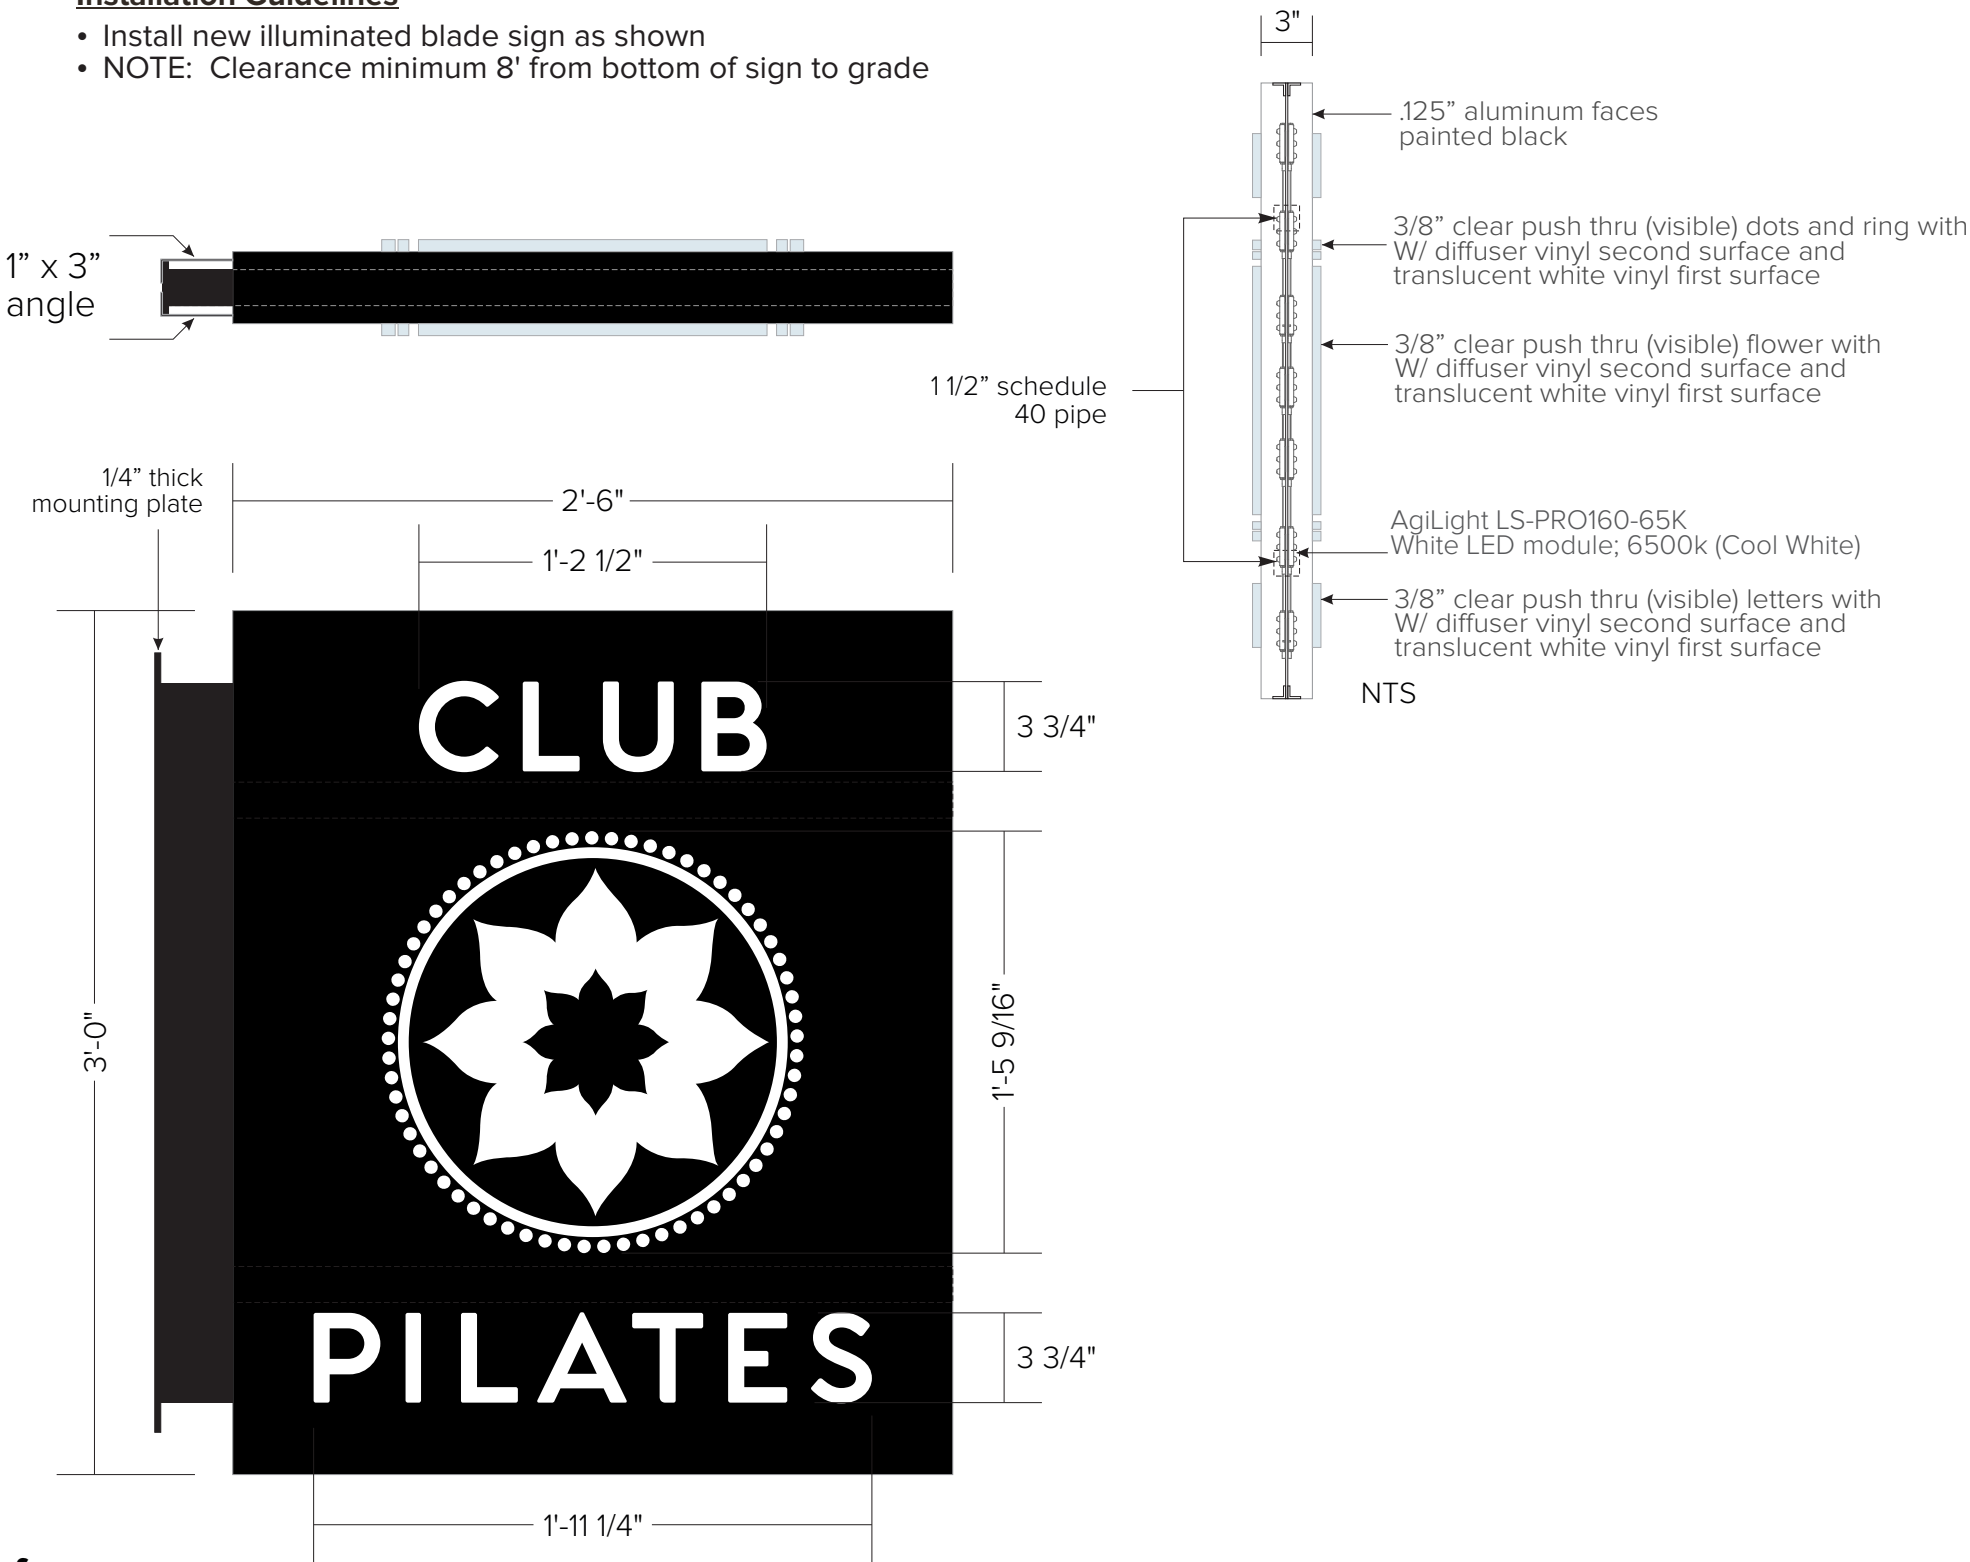 Installation Guidelines
• Install new illuminated blade sign as shown
• NOTE:  Clearance minimum 8' from bottom of sign to grade
3"
.125” aluminum faces
painted black
3/8” clear push thru (visible) dots and ring with
W/ diffuser vinyl second surface and
translucent white vinyl first surface
1” x 3”
angle
3/8” clear push thru (visible) flower with
W/ diffuser vinyl second surface and
translucent white vinyl first surface
1 1/2” schedule
40 pipe
1/4” thick
mounting plate
2'-6"
1'-2 1/2"
AgiLight LS-PRO160-65K
White LED module; 6500k (Cool White)
3/8” clear push thru (visible) letters with
W/ diffuser vinyl second surface and
translucent white vinyl first surface
NTS
CLUB
3 3/4"
3'-0"
1'-5 9/16"
PILATES
3 3/4"
1'-11 1/4"